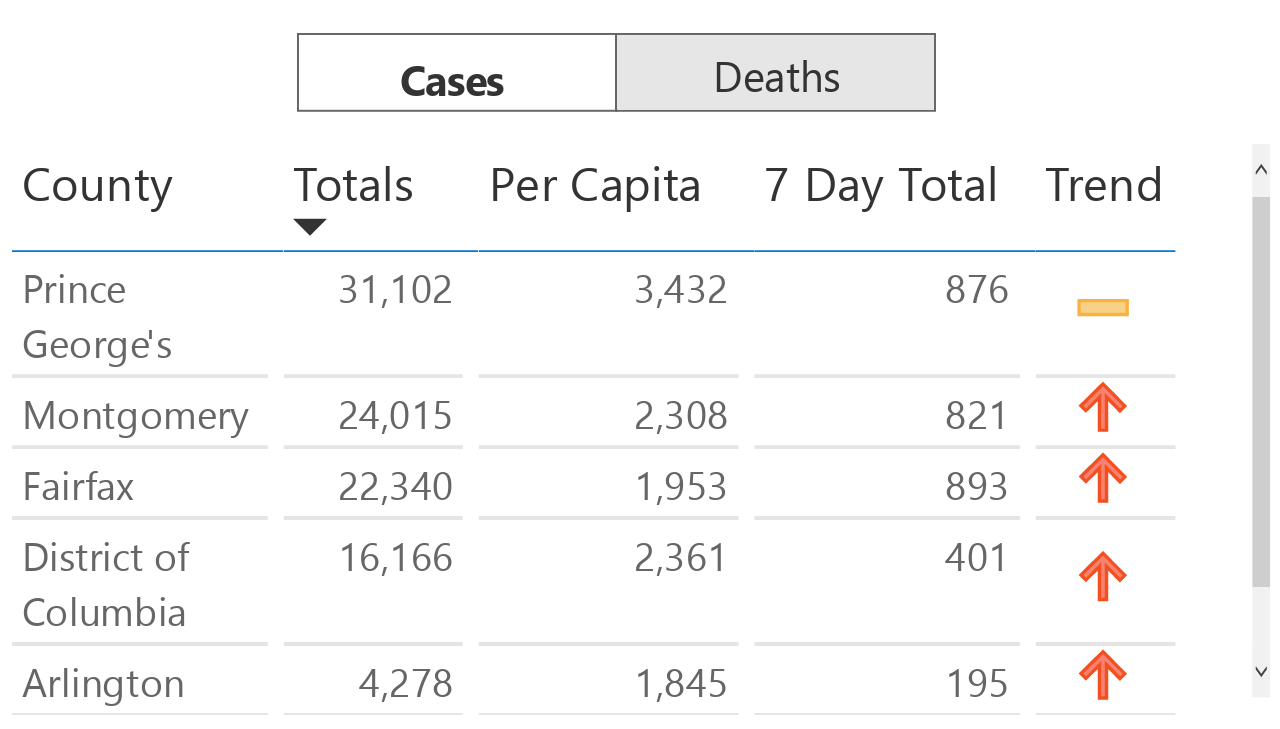 Cases Deaths
County Totals Per Capita 7 Day Total Trend
Prince 31,102 3,432 876
George's
Montgomery 24,015 2,308 821
Fairfax 22,340 1,953 893
District of 16,166 2,361 401
Columbia
Arlington 4,278 1,845 195